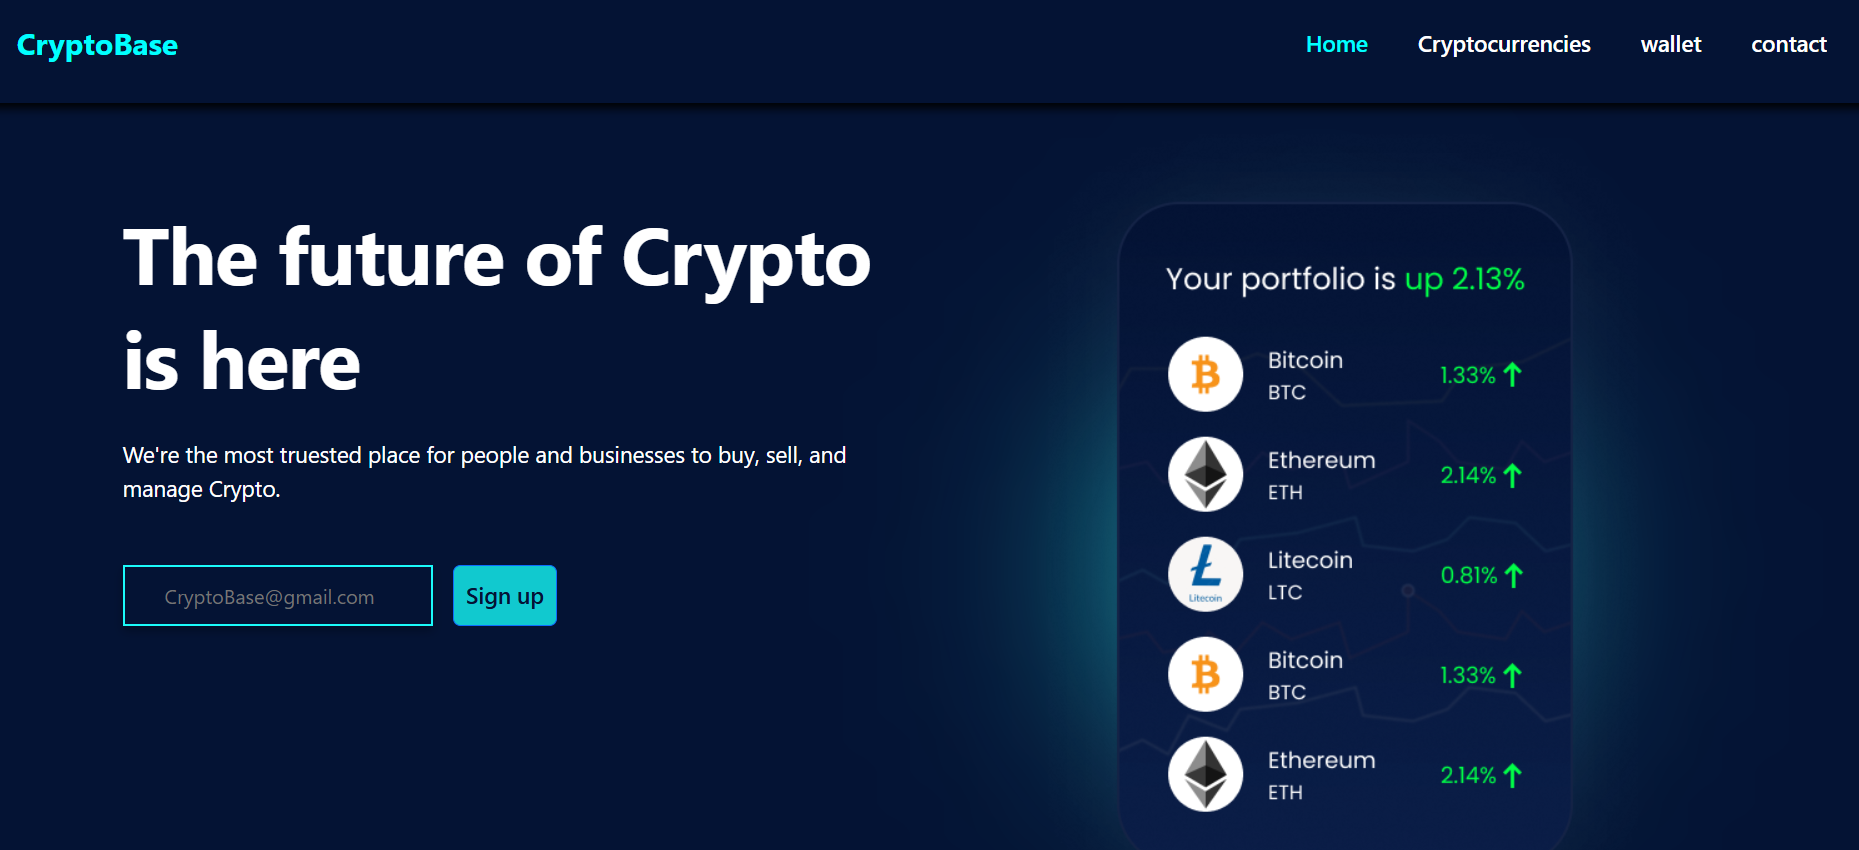 CryptoBase
Home Cryptocurrencies wallet contact
The future of Crypto
is here
We're the most truested place for people and businesses to buy, sell, and
manage Crypto.
CryptoBase@gmail.com
Sign up
Your portfolio is up 2.13%
Bitcoin
BTC
1.33%
Ethereum
ETH
2.14%
Litecoin
Litecoin
LTC
0.81%
Bitcoin
BTC
1.33%
Ethereum
ETH
2.14%